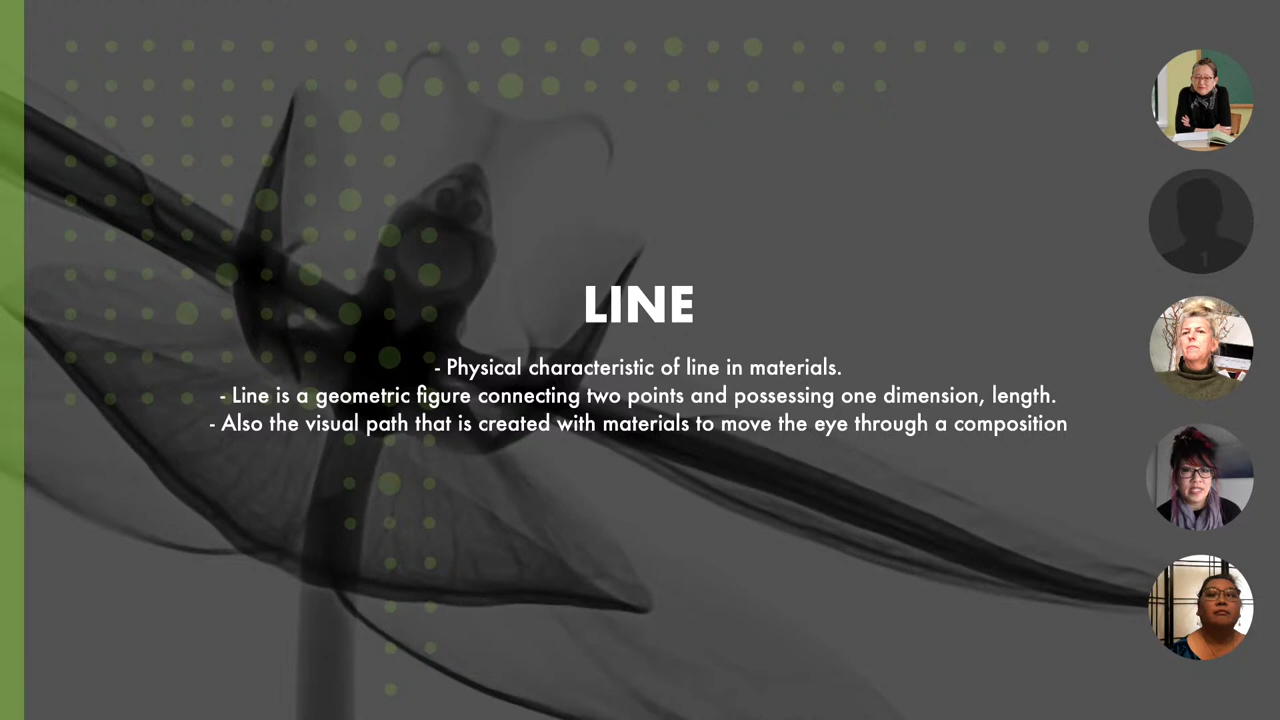 LINE
- Physical characteristic of line in materials.
- Line is a geometric figure connecting two points and possessing one dimension, length.
- Also the visual path that is created with materials to move the eye through a composition
1